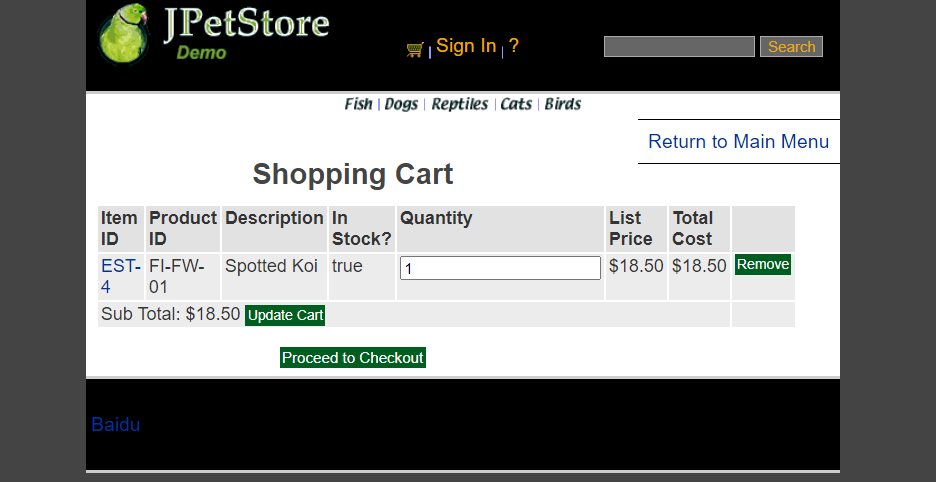 JPetStore
Demo
Sign In ?
Search
Fish Dogs Reptiles Cats Birds
Return to Main Menu
Shopping Cart
Item ID Product ID Description In Stock? Quantity List Price Total Cost
EST-4 FI-FW-01 Spotted Koi true 1 $18.50 $18.50 Remove
Sub Total: $18.50 Update Cart
Proceed to Checkout
Baidu